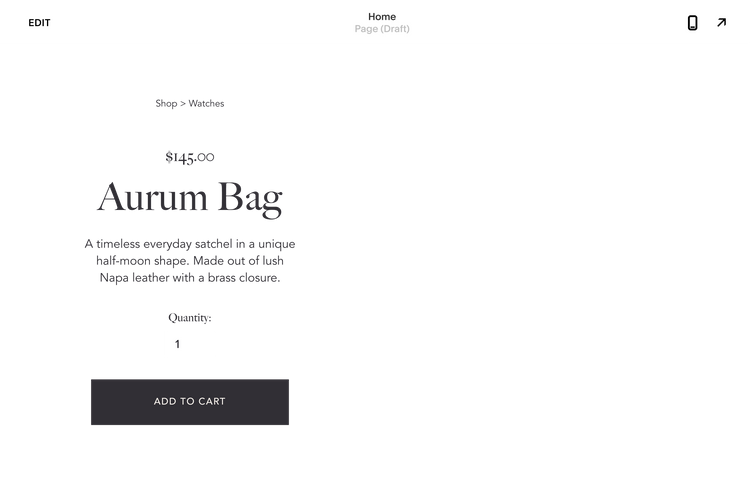 EDIT
Home
Page (Draft)
Shop > Watches
$145.00
Aurum Bag
A timeless everyday satchel in a unique
half-moon shape. Made out of lush
Napa leather with a brass closure.
Quantity:
1
ADD TO CART